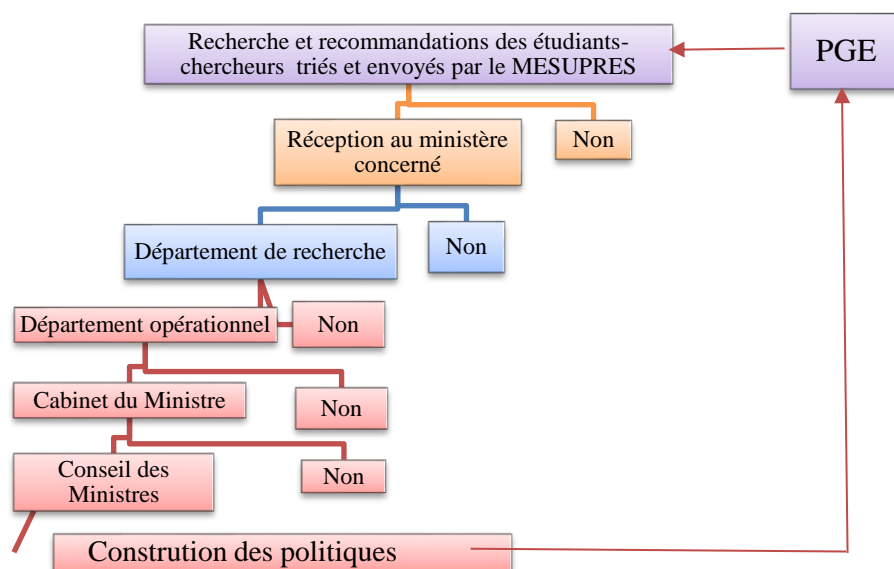 Recherche et recommandations des étudiants-
chercheurs triés et envoyés par le MESUPRES
PGE
Réception au ministère
concerné
Non
Département de recherche
Non
Département opérationnel
Non
Cabinet du Ministre
Non
Conseil des
Ministres
Non
Constrution des politiques